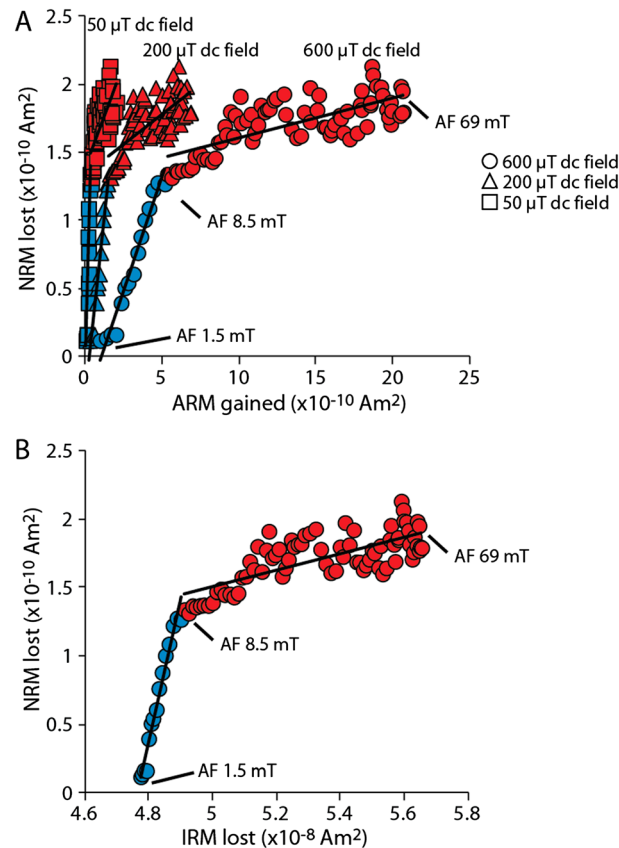 A
50 µT dc field
200 µT dc field
600 µT dc field
2.5
2
1.5
1
0.5
0
NRM lost (x10-10 Am2)
AF 69 mT
AF 8.5 mT
AF 1.5 mT
600 µT dc field
200 µT dc field
50 µT dc field
0 5 10 15 20 25
ARM gained (x10-10 Am2)
B
2.5
2
1.5
1
0.5
0
NRM lost (x10-10 Am2)
AF 69 mT
AF 8.5 mT
AF 1.5 mT
4.6 4.8 5 5.2 5.4 5.6 5.8
IRM lost (x10-8 Am2)